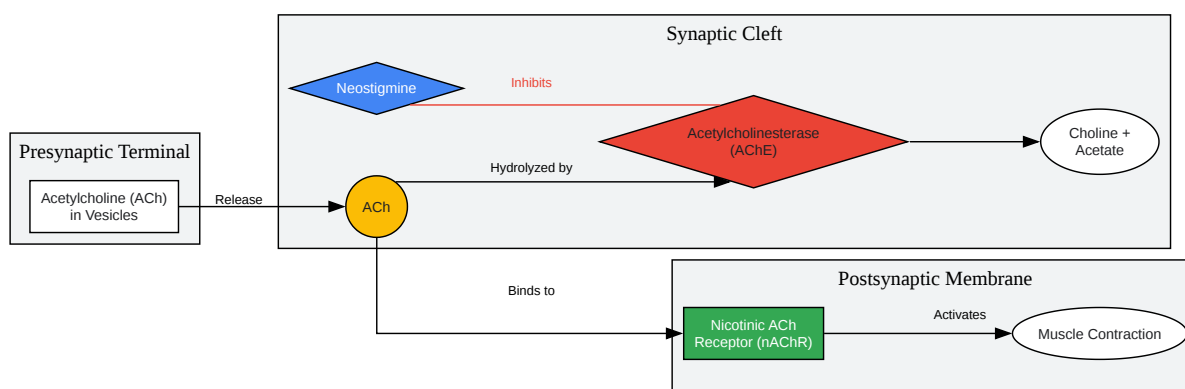 Synaptic Cleft
Neostigmine
Inhibits
Acetylcholinesterase
(AChE)
Choline +
Acetate
Presynaptic Terminal
Acetylcholine (ACh)
in Vesicles
Release
Hydrolyzed by
ACh
Binds to
Postsynaptic Membrane
Nicotinic ACh
Receptor (nAChR)
Activates
Muscle Contraction